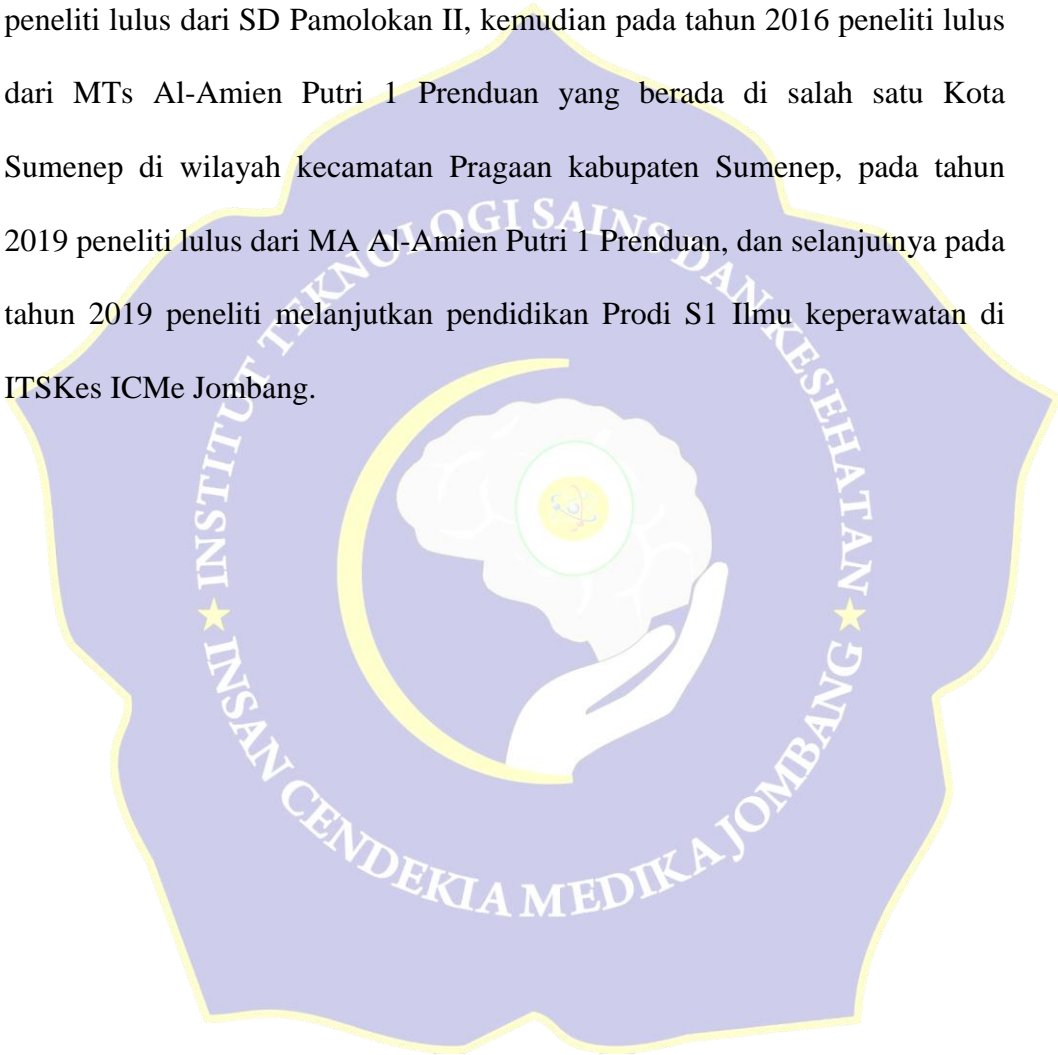 peneliti lulus dari SD Pamolokan II, kemudian pada tahun 2016 peneliti lulus
dari MTs Al-Amien Putri 1 Prenduan yang berada di salah satu Kota
Sumenep di wilayah kecamatan Pragaan kabupaten Sumenep, pada tahun
2019 peneliti lulus dari MA Al-Amien Putri 1 Prenduan, dan selanjutnya pada
tahun 2019 peneliti melanjutkan pendidikan Prodi S1 Ilmu keperawatan di
ITSKes ICMe Jombang.
INSTITUT TEKNOLOGI SAINS DAN KESEHATAN
INSAN CENDEKIA MEDIKA JOMBANG